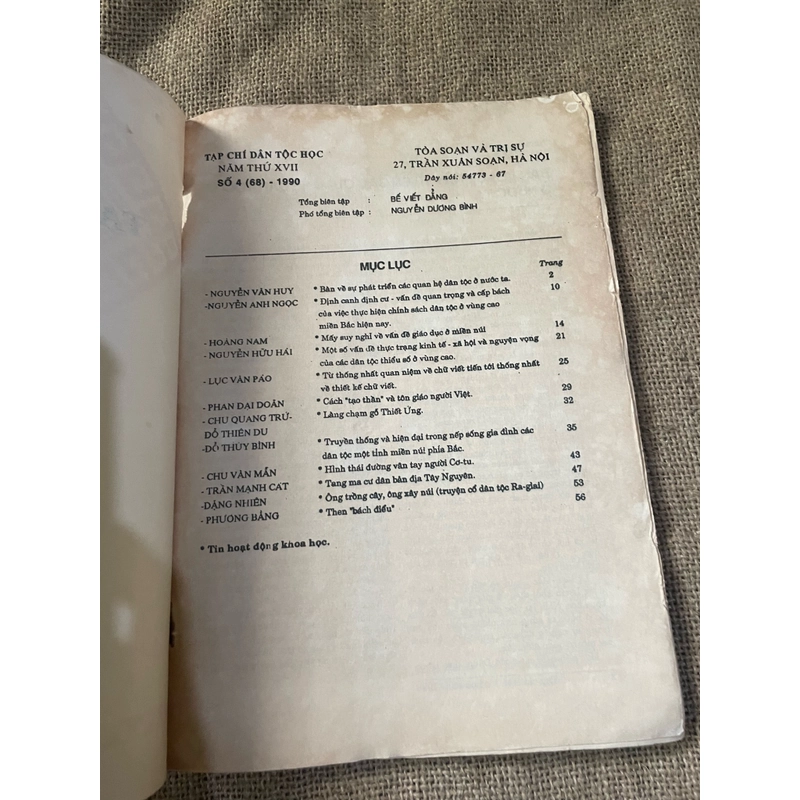 TẠP CHÍ DÂN TỘC HỌC
NĂM THỨ XVII
SỐ 4 (68) - 1990
TÒA SOẠN VÀ TRỊ SỰ
27, TRẦN XUÂN SOẠN, HÀ NỘI
Dây nói: 54773 - 67
Tổng biên tập : BẾ VIẾT ĐẲNG
Phó tổng biên tập : NGUYỄN DƯƠNG BÌNH
MỤC LỤC Trang
- NGUYỄN VĂN HUY * Bàn về sự phát triển các quan hệ dân tộc ở nước ta. 2
-NGUYỄN ANH NGỌC * Định canh định cư - vấn đề quan trọng và cấp bách 10
của việc thực hiện chính sách dân tộc ở vùng cao
miền Bắc hiện nay.
- HOÀNG NAM * Mấy suy nghĩ về vấn đề giáo dục ở miền núi 14
- NGUYỄN HỮU HẢI * Một số vấn đề thực trạng kinh tế - xã hội và nguyện vọng 21
của các dân tộc thiểu số ở vùng cao.
- LỤC VĂN PẢO * Từ thống nhất quan niệm về chữ viết tiến tới thống nhất 25
về thiết kế chữ viết.
- PHAN ĐẠI DOÃN * Cách "tạo thần" và tôn giáo người Việt. 29
- CHU QUANG TRỨ- * Làng chạm gỗ Thiết Úng. 32
ĐỖ THIÊN DU
-ĐỖ THÚY BÌNH * Truyền thống và hiện đại trong nếp sống gia đình các 35
dân tộc một tỉnh miền núi phía Bắc.
- CHU VĂN MẪN * Hình thái đường vân tay người Cơ-tu. 43
- TRẦN MẠNH CÁT * Tang ma cư dân bản địa Tây Nguyên. 47
-ĐẶNG NHIÊN * Ông trồng cây, ông xây núi (truyện cổ dân tộc Ra-glai) 53
- PHƯƠNG BẰNG * Then "bách điểu" 56
* Tin hoạt động khoa học.